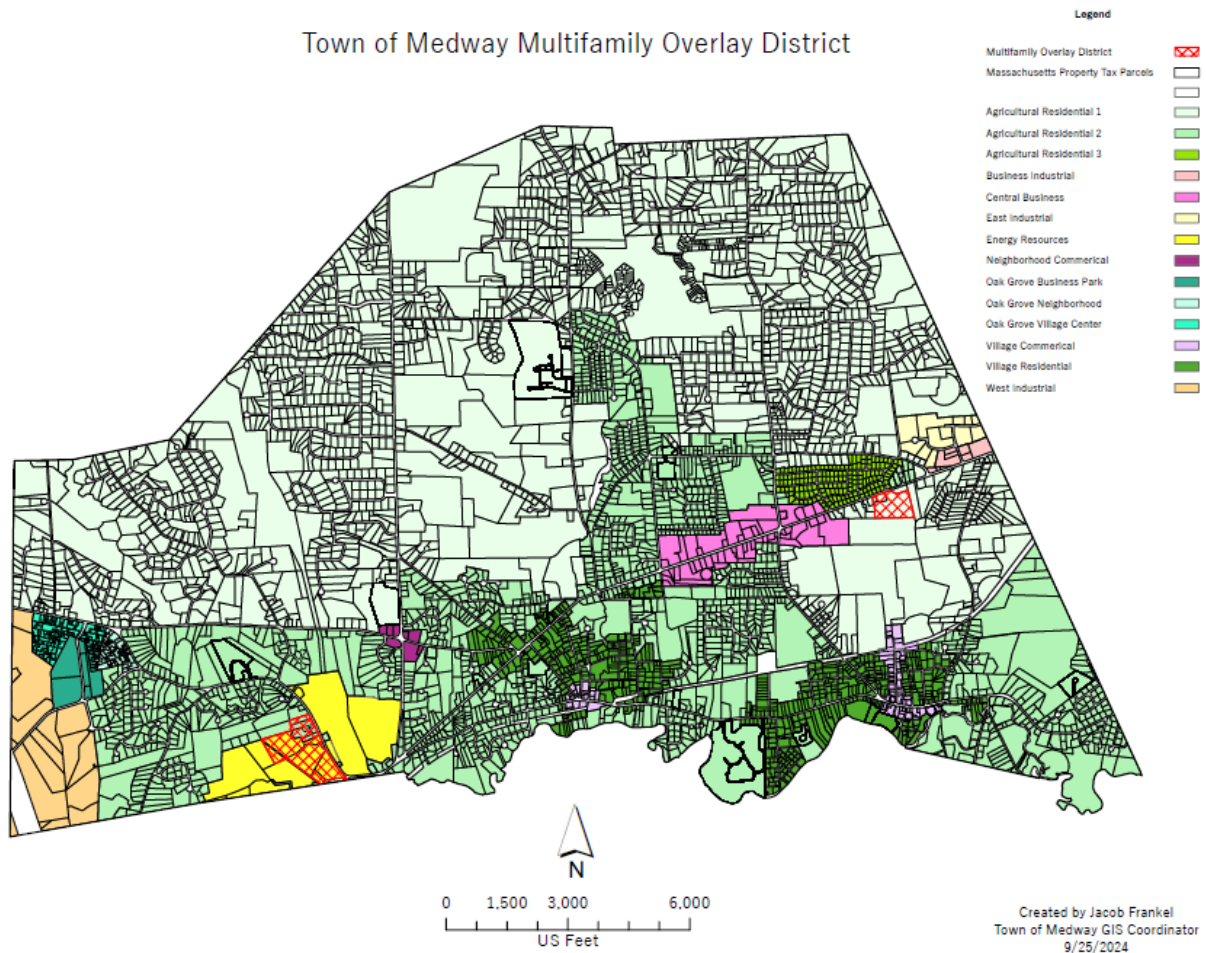 Legend
Town of Medway Multifamily Overlay District
Multifamily Overlay District
Massachusetts Property Tax Parcels
Agricultural Residential 1
Agricultural Residential 2
Agricultural Residential 3
Business Industrial
Central Business
East Industrial
Energy Resources
Neighborhood Commerical
Oak Grove Business Park
Oak Grove Neighborhood
Oak Grove Village Center
Village Commerical
Village Residential
West Industrial
N
0 1,500 3,000 6,000
US Feet
Created by Jacob Frankel
Town of Medway GIS Coordinator
9/25/2024